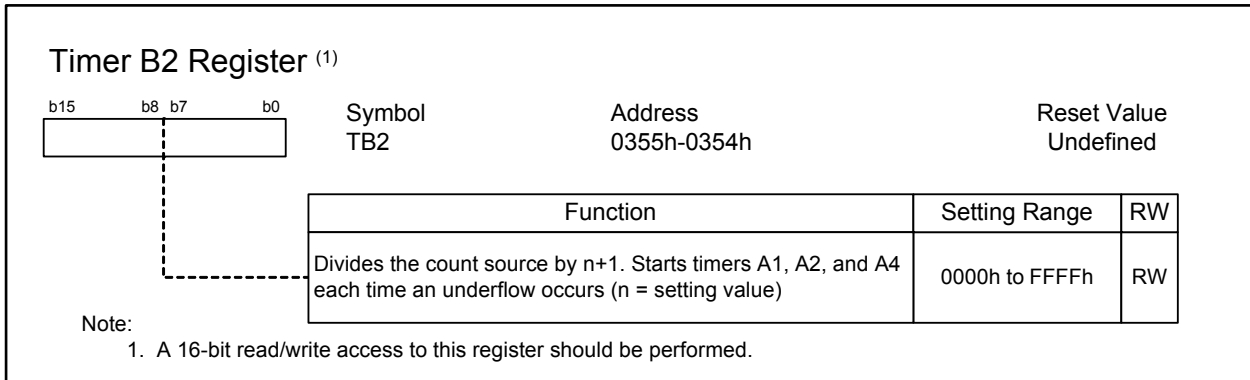 Timer B2 Register (1)
b15 b8 b7 b0
Symbol Address Reset Value
TB2 0355h-0354h Undefined
Function Setting Range RW
Divides the count source by n+1. Starts timers A1, A2, and A4
each time an underflow occurs (n = setting value)
0000h to FFFFh RW
Note:
1. A 16-bit read/write access to this register should be performed.